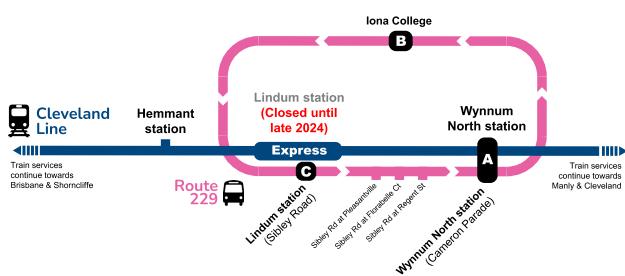 Iona College
B
Cleveland
Line
Hemmant
station
Lindum station
(Closed until
late 2024)
Wynnum
North station
Express
A
C
Train services
continue towards
Brisbane & Shorncliffe
Train services
continue towards
Manly & Cleveland
Route
229
Lindum station
(Sibley Road)
Sibley Rd at Pleasantville
Sibley Rd at Florabelle Ct
Sibley Rd at Regent St
Wynnum North station
(Cameron Parade)